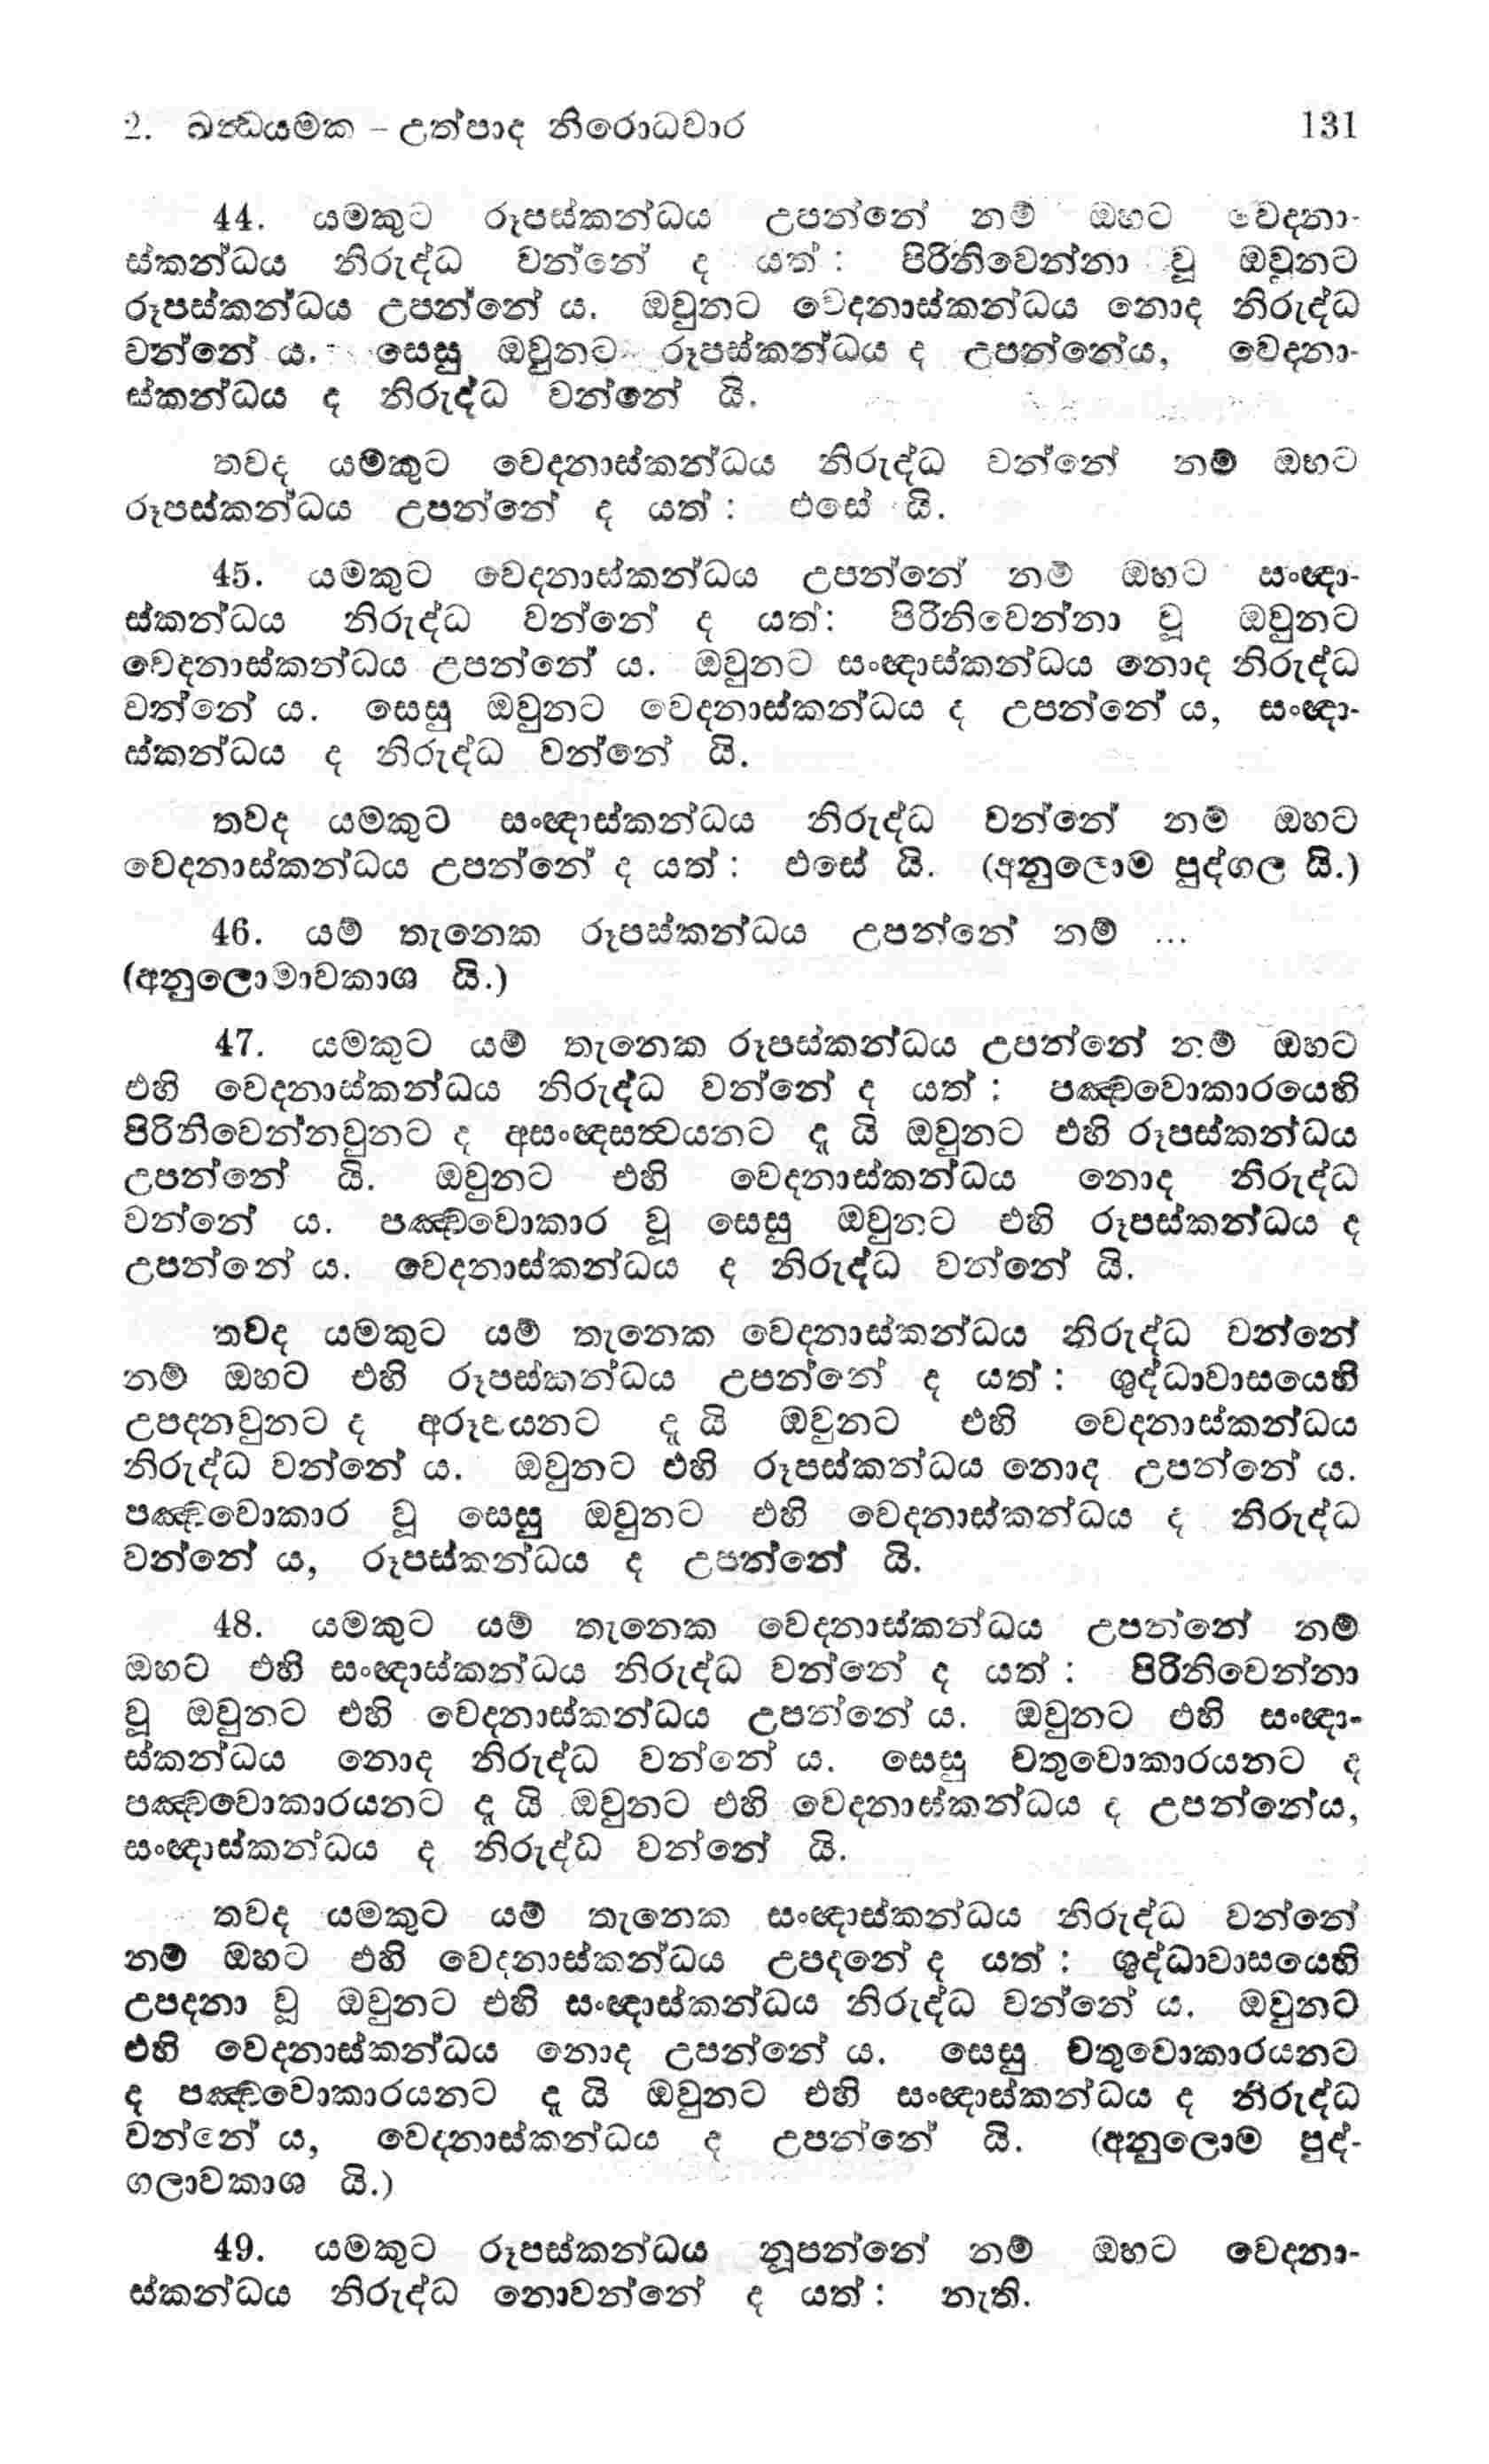 2. ඛන්ධයමක – උත්පාද නිරොධවාර 131
44. යමකුට රූපස්කන්ධය උපන්නේ නම් ඔහට වෙදනා-
ස්කන්ධය නිරුද්ධ වන්නේ ද යත් : පිරිනිවෙන්නා වූ ඔවුනට
රූපස්කන්ධය උපන්නේ ය. ඔවුනට වෙදනාස්කන්ධය නොද නිරුද්ධ
වන්නේ ය. සෙසු ඔවුනට රූපස්කන්ධය ද උපන්නේය, වෙදනා-
ස්කන්ධය ද නිරුද්ධ වන්නේ යි.
තවද යම්කුට වෙදනාස්කන්ධය නිරුද්ධ වන්නේ නම් ඔහට
රූපස්කන්ධය උපන්නේ ද යත් : එසේ යි.
45. යමකුට වෙදනාස්කන්ධය උපන්නේ නම් ඔහට සංඥා-
ස්කන්ධය නිරුද්ධ වන්නේ ද යත්: පිරිනිවෙන්නා වූ ඔවුනට
වෙදනාස්කන්ධය උපන්නේ ය. ඔවුනට සංඥාස්කන්ධය නොද නිරුද්ධ
වන්නේ ය. සෙසු ඔවුනට වෙදනාස්කන්ධය ද උපන්නේ ය, සංඥා-
ස්කන්ධය ද නිරුද්ධ වන්නේ යි.
තවද යමකුට සංඥාස්කන්ධය නිරුද්ධ වන්නේ නම් ඔහට
වෙදනාස්කන්ධය උපන්නේ ද යත් : එසේ යි. (අනුලොම පුද්ගල යි.)
46. යම් තැනෙක රූපස්කන්ධය උපන්නේ නම් ...
(අනුලොමාවකාශ යි.)
47. යමකුට යම් තැනෙක රූපස්කන්ධය උපන්නේ නම් ඔහට
එහි වෙදනාස්කන්ධය නිරුද්ධ වන්නේ ද යත් : පඤ්චවොකාරයෙහි
පිරිනිවෙන්නවුනට ද අසංඥසත්වයනට දූ යි ඔවුනට එහි රූපස්කන්ධය
උපන්නේ යි. ඔවුනට එහි වෙදනාස්කන්ධය නොද නිරුද්ධ
වන්නේ ය. පඤ්චවොකාර වූ සෙසු ඔවුනට එහි රූපස්කන්ධය ද
උපන්නේ ය. වෙදනාස්කන්ධය ද නිරුද්ධ වන්නේ යි.
තවද යමකුට යම් තැනෙක වෙදනාස්කන්ධය නිරුද්ධ වන්නේ
නම් ඔහට එහි රූපස්කන්ධය උපන්නේ ද යත් : ශුද්ධාවාසයෙහි
උපදනවුනට ද අරූපයනට දූ යි ඔවුනට එහි වෙදනාස්කන්ධය
නිරුද්ධ වන්නේ ය. ඔවුනට එහි රූපස්කන්ධය නොද උපන්නේ ය.
පඤ්චවොකාර වූ සෙසු ඔවුනට එහි වෙදනාස්කන්ධය ද නිරුද්ධ
වන්නේ ය, රූපස්කන්ධය ද උපන්නේ යි.
48. යමකුට යම් තැනෙක වෙදනාස්කන්ධය උපන්නේ නම්
ඔහට එහි සංඥාස්කන්ධය නිරුද්ධ වන්නේ ද යත් : පිරිනිවෙන්නා
වූ ඔවුනට එහි වෙදනාස්කන්ධය උපන්නේ ය. ඔවුනට එහි සංඥා-
ස්කන්ධය නොද නිරුද්ධ වන්නේ ය. සෙසු චතුවොකාරයනට ද
පඤ්චවොකාරයනට දූ යි ඔවුනට එහි වෙදනාස්කන්ධය ද උපන්නේය,
සංඥාස්කන්ධය ද නිරුද්ධ වන්නේ යි.
තවද යමකුට යම් තැනෙක සංඥාස්කන්ධය නිරුද්ධ වන්නේ
නම් ඔහට එහි වෙදනාස්කන්ධය උපදනේ ද යත් : ශුද්ධාවාසයෙහි
උපදනා වූ ඔවුනට එහි සංඥාස්කන්ධය නිරුද්ධ වන්නේ ය. ඔවුනට
එහි වෙදනාස්කන්ධය නොද උපන්නේ ය. සෙසු චතුවොකාරයනට
ද පඤ්චවොකාරයනට දූ යි ඔවුනට එහි සංඥාස්කන්ධය ද නිරුද්ධ
වන්නේ ය, වෙදනාස්කන්ධය ද උපන්නේ යි. (අනුලොම පුද්-
ගලාවකාශ යි.)
49. යමකුට රූපස්කන්ධය නූපන්නේ නම් ඔහට වෙදනා-
ස්කන්ධය නිරුද්ධ නොවන්නේ ද යත් : නැති.